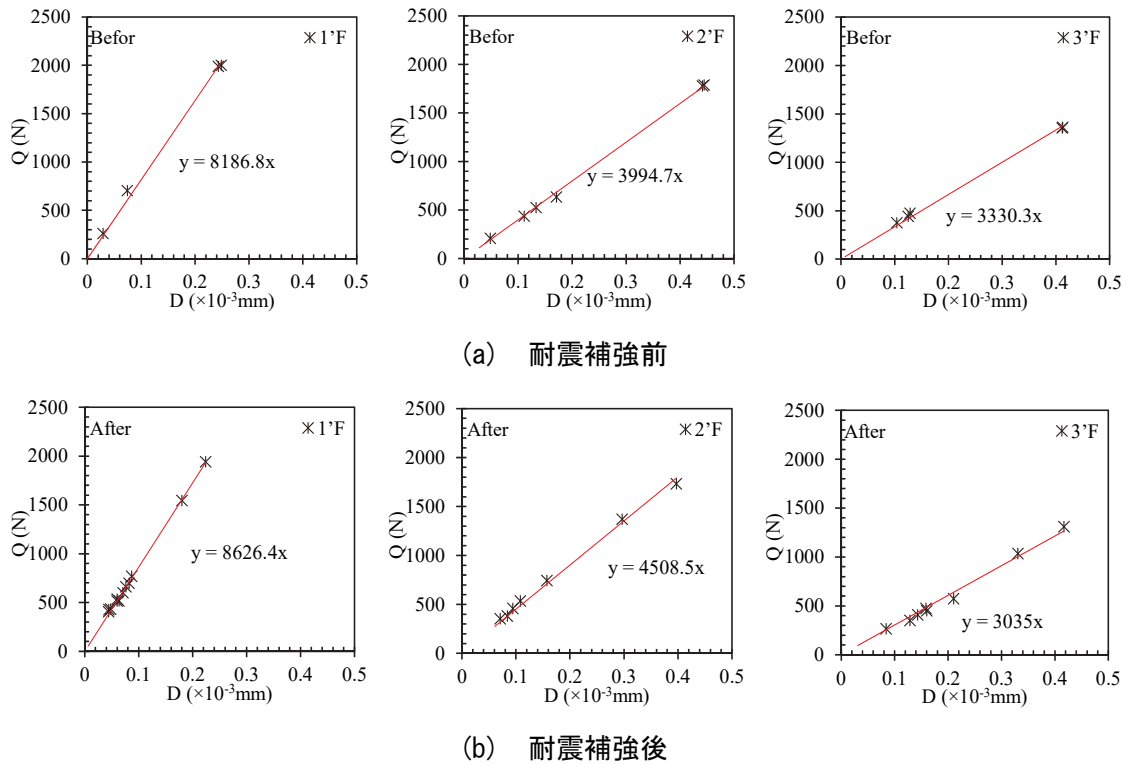 Befor
1'F
2500
2000
1500
1000
500
0
Q (N)
y = 8186.8x
0 0.1 0.2 0.3 0.4 0.5
D (×10-3mm)
Befor
2'F
2500
2000
1500
1000
500
0
Q (N)
y = 3994.7x
0 0.1 0.2 0.3 0.4 0.5
D (×10-3mm)
Befor
3'F
2500
2000
1500
1000
500
0
Q (N)
y = 3330.3x
0 0.1 0.2 0.3 0.4 0.5
D (×10-3mm)
(a) 耐震補強前
After
1'F
2500
2000
1500
1000
500
0
Q (N)
y = 8626.4x
0 0.1 0.2 0.3 0.4 0.5
D (×10-3mm)
After
2'F
2500
2000
1500
1000
500
0
Q (N)
y = 4508.5x
0 0.1 0.2 0.3 0.4 0.5
D (×10-3mm)
After
3'F
2500
2000
1500
1000
500
0
Q (N)
y = 3035x
0 0.1 0.2 0.3 0.4 0.5
D (×10-3mm)
(b) 耐震補強後